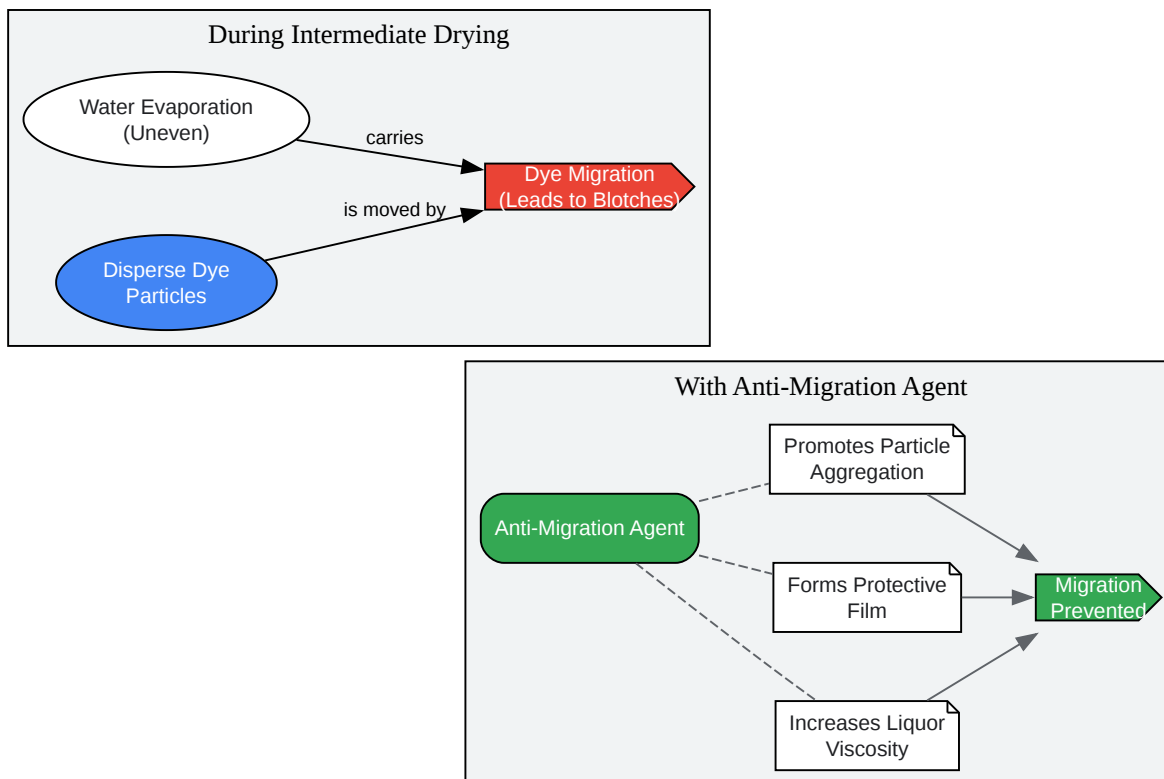 During Intermediate Drying
Water Evaporation
(Uneven)
carries
Dye Migration
(Leads to Blotches)
is moved by
Disperse Dye
Particles
With Anti-Migration Agent
Promotes Particle
Aggregation
Anti-Migration Agent
Forms Protective
Film
Migration
Prevented
Increases Liquor
Viscosity